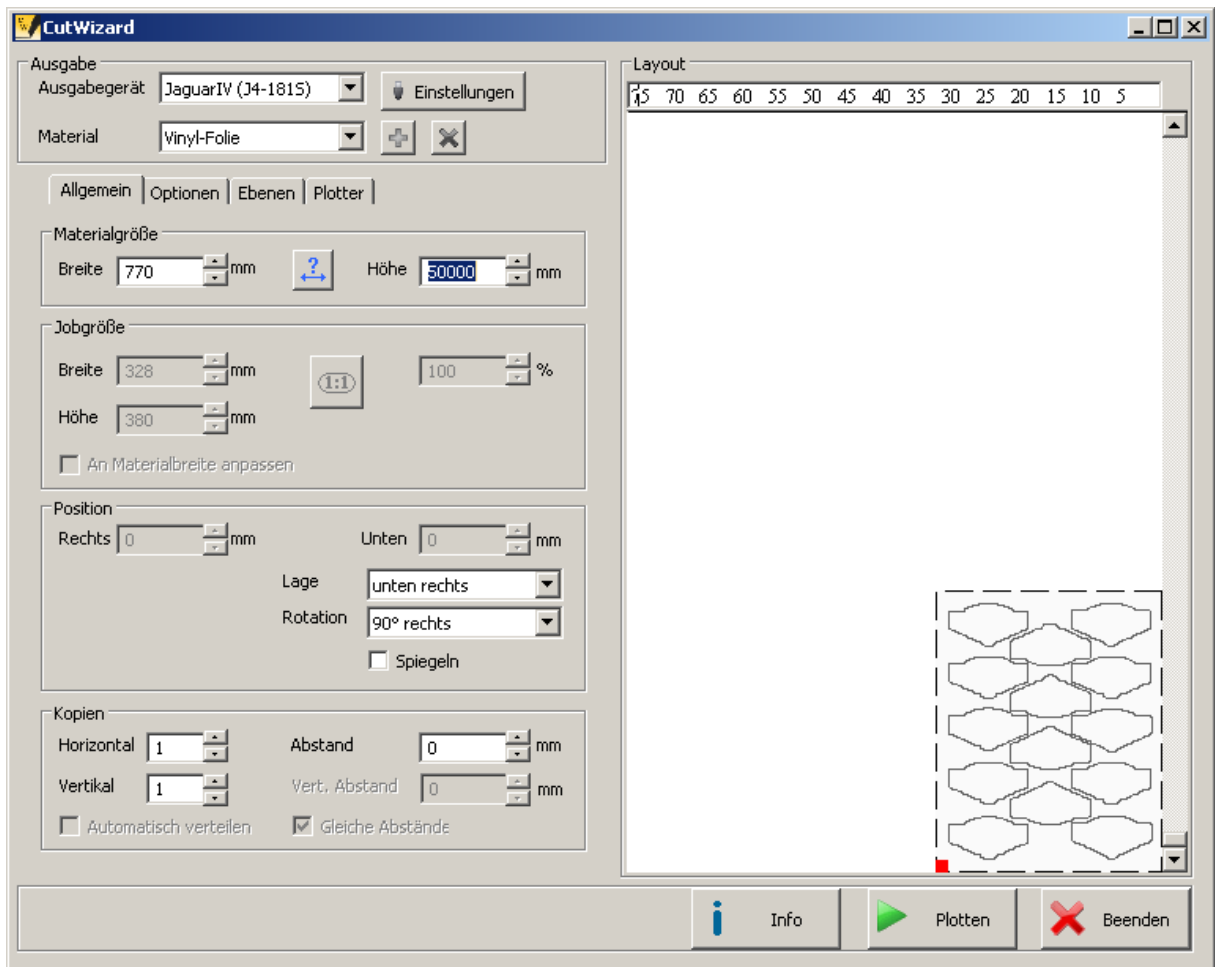 CutWizard
Ausgabe
Ausgabegerät JaguarIV (J4-181S) Einstellungen
Material Vinyl-Folie
Allgemein Optionen Ebenen Plotter
Materialgröße
Breite 770 mm ? Höhe 50000 mm
Jobgröße
Breite 328 mm 1:1 100 %
Höhe 380 mm
An Materialbreite anpassen
Position
Rechts 0 mm Unten 0 mm
Lage unten rechts
Rotation 90° rechts
Spiegeln
Kopien
Horizontal 1 Abstand 0 mm
Vertikal 1 Vert. Abstand 0 mm
Automatisch verteilen Gleiche Abstände
Layout
75 70 65 60 55 50 45 40 35 30 25 20 15 10 5
i Info Plotten Beenden